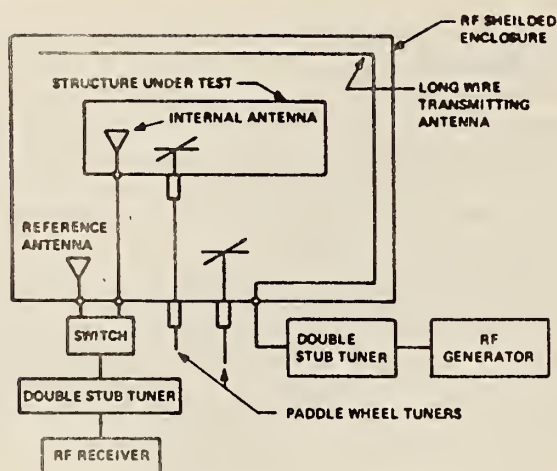 RF SHEILDED
ENCLOSURE
STRUCTURE UNDER TEST
INTERNAL ANTENNA
LONG WIRE
TRANSMITTING
ANTENNA
REFERENCE
ANTENNA
SWITCH
DOUBLE
STUB TUNER
RF
GENERATOR
DOUBLE STUB TUNER
PADDLE WHEEL TUNERS
RF RECEIVER